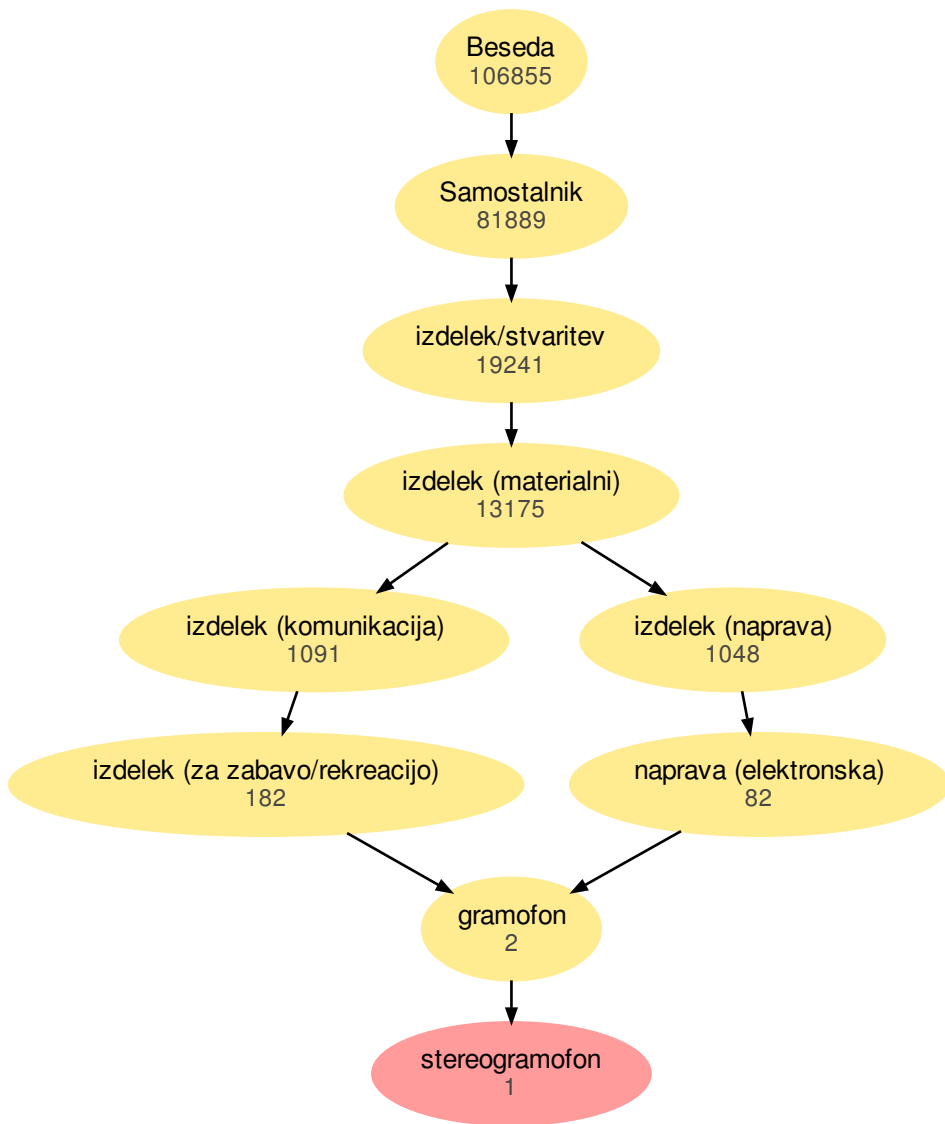 Beseda
106855
Samostalnik
81889
izdelek/stvaritev
19241
izdelek (materialni)
13175
izdelek (komunikacija)
1091
izdelek (naprava)
1048
izdelek (za zabavo/rekreacijo)
182
naprava (elektronska)
82
gramofon
2
stereogramofon
1